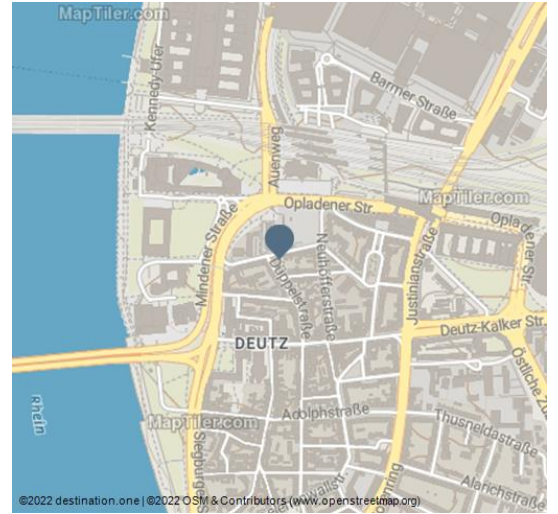 MapTiler.com
Kennedy-Ufer
Barmer Straße
Auenweg
MapTiler.com
Opladener Str.
Opladener Str.
Mindener Straße
Neuhöfferstraße
Düppelstraße
Justinianstraße
Deutz-Kalker Str.
DEUTZ
Östliche Zu
Rhein
MapTiler.com
Adolphstraße
Thusneldastraße
Siegburger S
Alarichstraße
©2022 destination.one | ©2022 OSM & Contributors (www.openstreetmap.org)